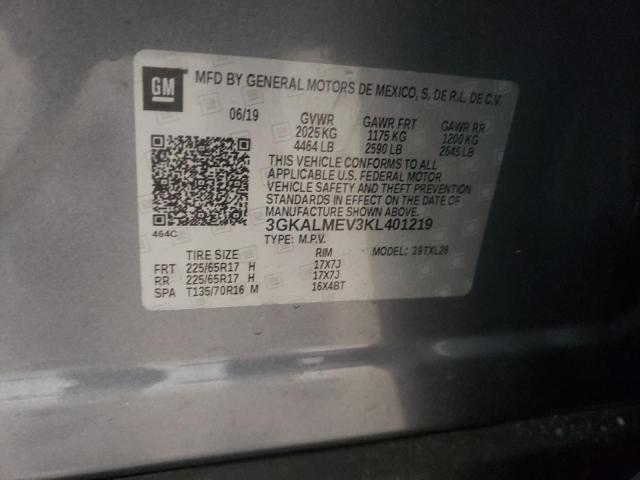 GM
MFD BY GENERAL MOTORS DE MEXICO, S. DE R.L. DE C.V.
06/19 GVWR GAWR FRT GAWR RR
2025 KG 1175 KG 1200 KG
4464 LB 2590 LB 2645 LB
THIS VEHICLE CONFORMS TO ALL
APPLICABLE U.S. FEDERAL MOTOR
VEHICLE SAFETY AND THEFT PREVENTION
STANDARDS IN EFFECT ON THE DATE OF
MANUFACTURE SHOWN ABOVE.
464C 3GKALMEV3KL401219
TYPE: M.P.V. MODEL: 39TXL26
TIRE SIZE RIM
FRT 225/65R17 H 17X7J
RR 225/65R17 H 17X7J
SPA T135/70R16 M 16X4BT